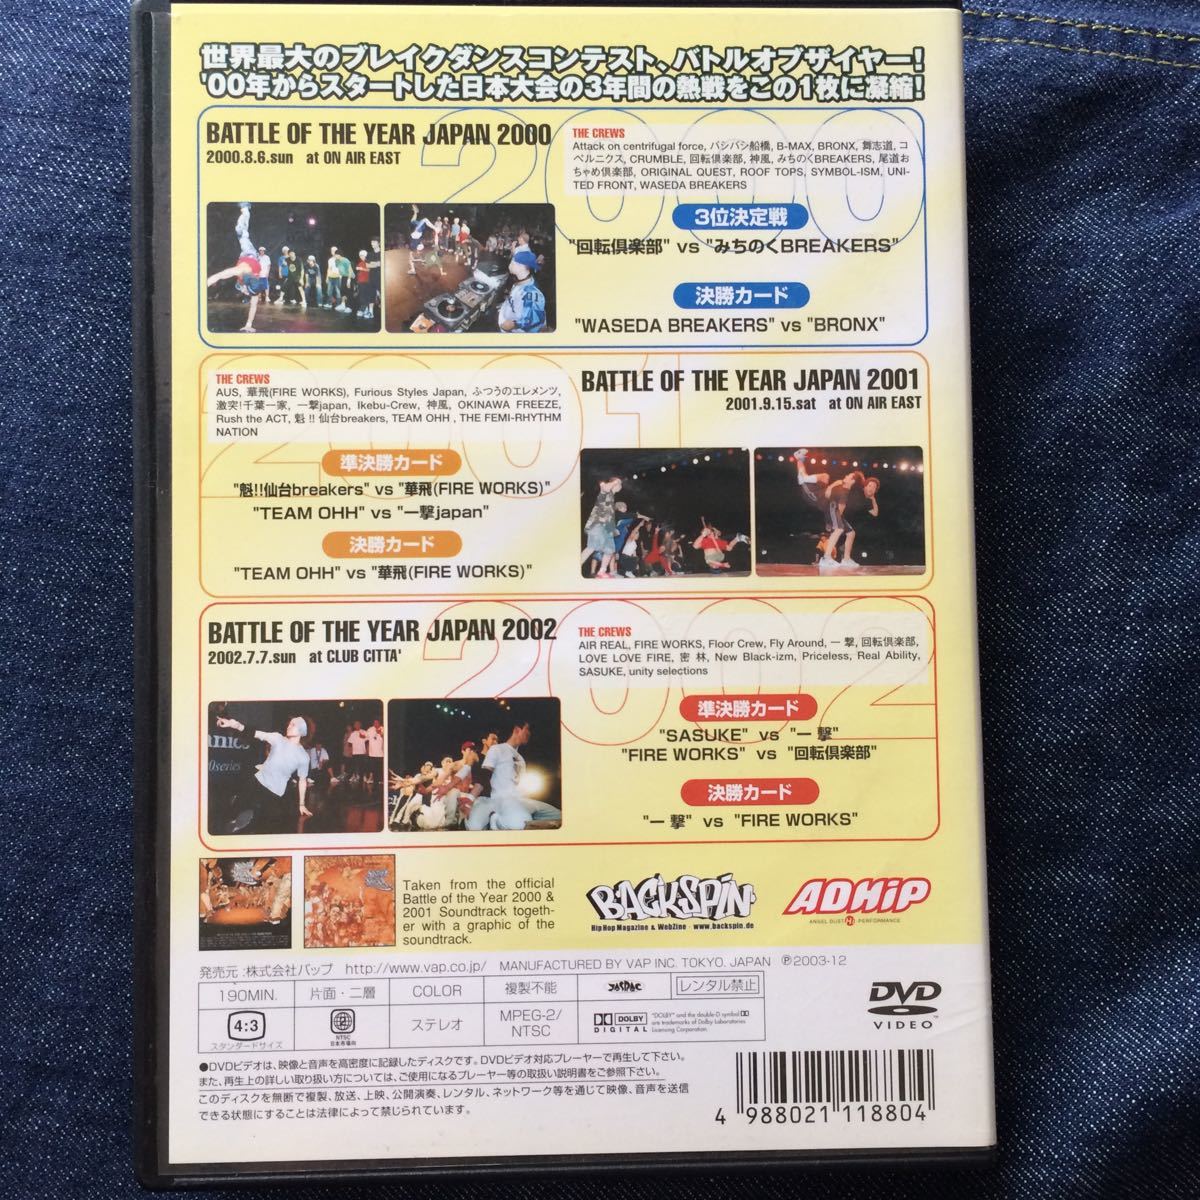 世界最大のブレイクダンスコンテスト、バトルオブザイヤー!
'00年からスタートした日本大会の3年間の熱戦をこの1枚に凝縮!
BATTLE OF THE YEAR JAPAN 2000
2000.8.6.sun at ON AIR EAST
2000
THE CREWS
Attack on centrifugal force, バシバシ船橋, B-MAX, BRONX, 舞志道, コ
ペルニクス, CRUMBLE, 回転倶楽部, 神風, みちのくBREAKERS, 尾道お
ちゃめ倶楽部, ORIGINAL QUEST, ROOF TOPS, SYMBOL-ISM, UNI-
TED FRONT, WASEDA BREAKERS
3位決定戦
"回転倶楽部" vs "みちのくBREAKERS"
決勝カード
"WASEDA BREAKERS" vs "BRONX"
THE CREWS
AUS, 華飛(FIRE WORKS), Furious Styles Japan, ふつうのエレメンツ,
激突!千葉一家, 一撃japan, Ikebu-Crew, 神風, OKINAWA FREEZE,
Rush the ACT, 魁!!仙台breakers, TEAM OHH , THE FEMI-RHYTHM
NATION
準決勝カード
"魁!!仙台breakers" vs "華飛(FIRE WORKS)"
"TEAM OHH" vs "一撃japan"
決勝カード
"TEAM OHH" vs "華飛(FIRE WORKS)"
2001
BATTLE OF THE YEAR JAPAN 2001
2001.9.15.sat at ON AIR EAST
BATTLE OF THE YEAR JAPAN 2002
2002.7.7.sun at CLUB CITTA'
2002
THE CREWS
AIR REAL, FIRE WORKS, Floor Crew, Fly Around, 一撃, 回転倶楽部,
LOVE LOVE FIRE, 密林, New Black-izm, Priceless, Real Ability,
SASUKE, unity selections
準決勝カード
"SASUKE" vs "一撃"
"FIRE WORKS" vs "回転倶楽部"
決勝カード
"一撃" vs "FIRE WORKS"
Taken from the official
Battle of the Year 2000 &
2001 Soundtrack togeth-
er with a graphic of the
soundtrack.
BACKSPIN
HipHop Magazine & WebZine · www.backspin.de
ADHIP
ANGEL DUST Hi PERFORMANCE
発売元:株式会社バップ http://www.vap.co.jp/ MANUFACTURED BY VAP INC. TOKYO. JAPAN ℗2003·12
190MIN. 片面・二層 COLOR 複製不能 JASRAC レンタル禁止
4:3
スタンダードサイズ
2
NTSC
日本市場向
ステレオ
MPEG-2/
NTSC
DOLBY
DIGITAL
"DOLBY" and the double-D symbol
are trademarks of Dolby Laboratories
Licensing Corporation.
DVD
VIDEO
●DVDビデオは、映像と音声を高密度に記録したディスクです。DVDビデオ対応プレーヤーで再生して下さい。
また、再生上の詳しい取り扱い方については、ご使用になるプレーヤー等の取扱い説明書をご参照下さい。
このディスクを無断で複製、放送、上映、公開演奏、レンタル、ネットワーク等を通じて映像、音声を送信
できる状態にすることは法律によって禁じられています。
4 988021 118804